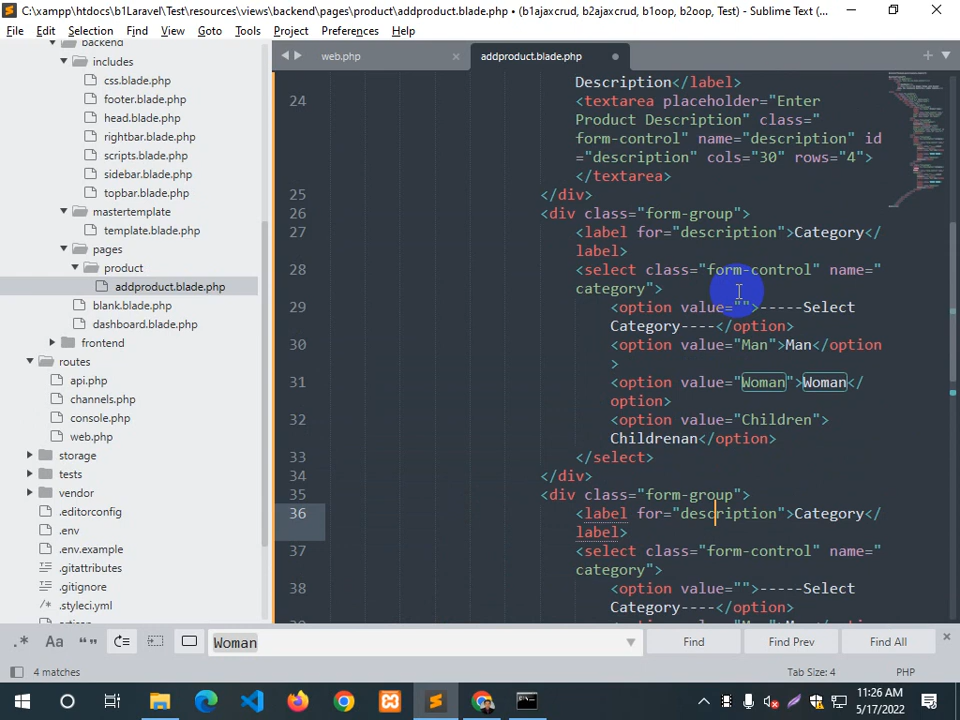 C:\xampp\htdocs\b1Laravel\Test\resources\views\backend\pages\product\addproduct.blade.php • (b1ajaxcrud, b2ajaxcrud, b1oop, b2oop, Test) - Sublime Text (...
File Edit Selection Find View Goto Tools Project Preferences Help
web.php
addproduct.blade.php
backend
includes
css.blade.php
footer.blade.php
head.blade.php
rightbar.blade.php
scripts.blade.php
sidebar.blade.php
topbar.blade.php
mastertemplate
template.blade.php
pages
product
addproduct.blade.php
blank.blade.php
dashboard.blade.php
frontend
routes
api.php
channels.php
console.php
web.php
storage
tests
vendor
.editorconfig
.env
.env.example
.gitattributes
.gitignore
.styleci.yml
Description</label>
24 <textarea placeholder="Enter
Product Description" class="
form-control" name="description" id
="description" cols="30" rows="4">
</textarea>
25 </div>
26 <div class="form-group">
27 <label for="description">Category</
label>
28 <select class="form-control" name="
category">
29 <option value="">-----Select
Category----</option>
30 <option value="Man">Man</option
>
31 <option value="Woman">Woman</
option>
32 <option value="Children">
Childrenan</option>
33 </select>
34 </div>
35 <div class="form-group">
36 <label for="description">Category</
label>
37 <select class="form-control" name="
category">
38 <option value="">-----Select
Category----</option>
Woman
Find
Find Prev
Find All
4 matches
Tab Size: 4
PHP
11:26 AM
5/17/2022